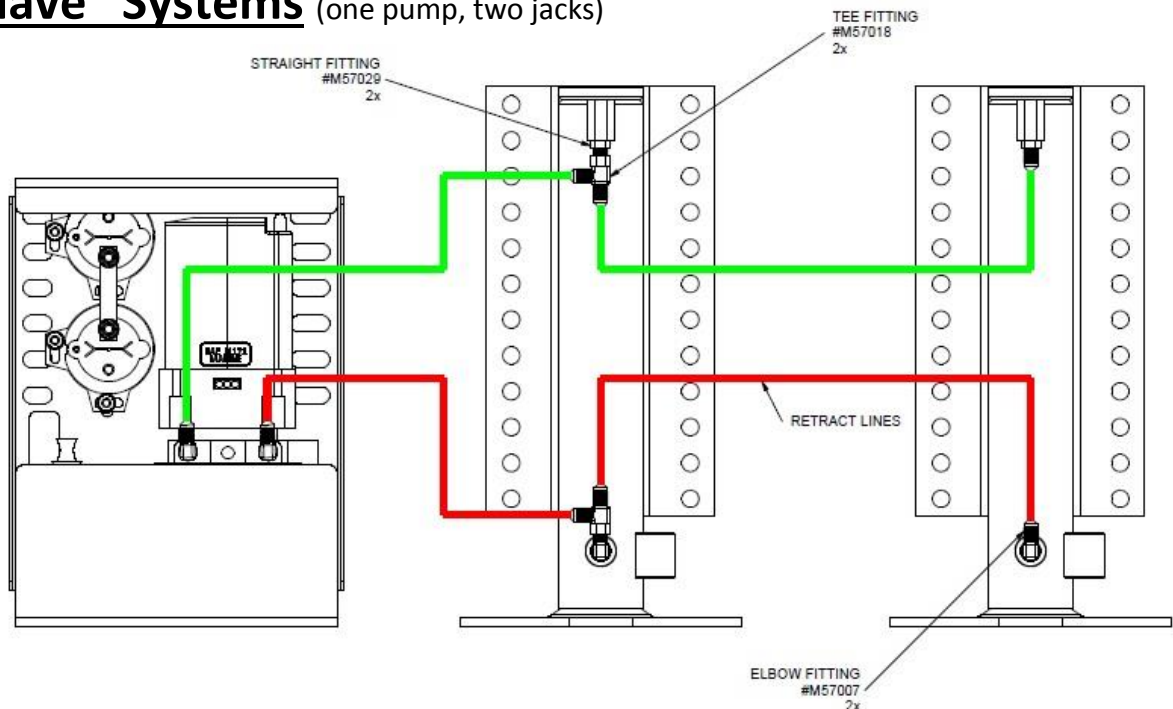 Systems (one pump, two jacks)
TEE FITTING
#M57018
2x
STRAIGHT FITTING
#M57029
2x
RETRACT LINES
ELBOW FITTING
#M57007
2x